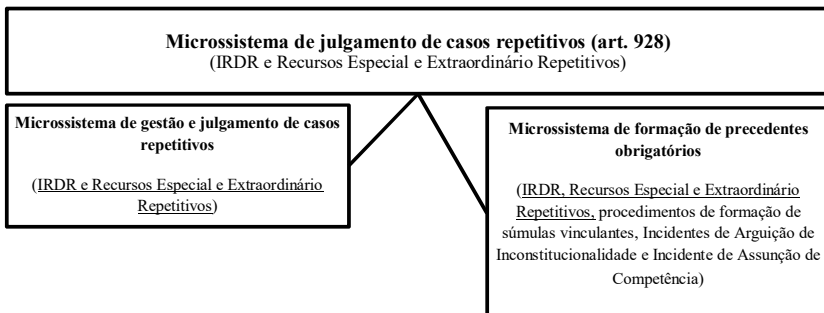 Microssistema de julgamento de casos repetitivos (art. 928)
(IRDR e Recursos Especial e Extraordinário Repetitivos)
Microssistema de gestão e julgamento de casos
repetitivos
(IRDR e Recursos Especial e Extraordinário
Repetitivos)
Microssistema de formação de precedentes
obrigatórios
(IRDR, Recursos Especial e Extraordinário
Repetitivos, procedimentos de formação de
súmulas vinculantes, Incidentes de Arguição de
Inconstitucionalidade e Incidente de Assunção de
Competência)